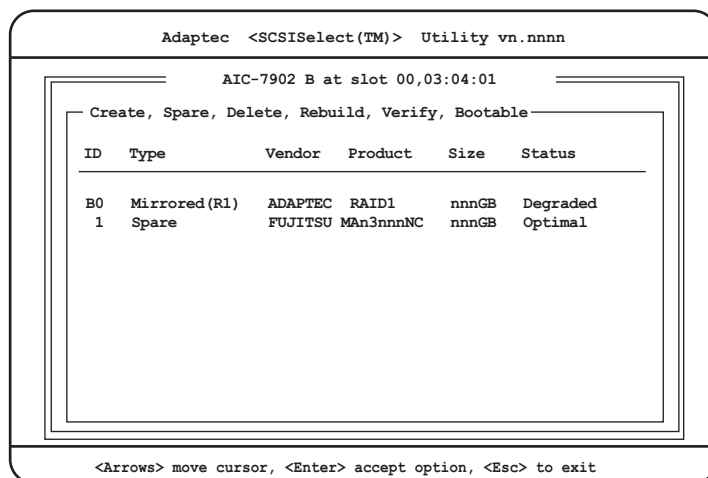 Adaptec <SCSISelect(TM)> Utility vn.nnnn
AIC-7902 B at slot 00,03:04:01
Create, Spare, Delete, Rebuild, Verify, Bootable
ID Type Vendor Product Size Status
B0 Mirrored(R1) ADAPTEC RAID1 nnnGB Degraded
1 Spare FUJITSU MAn3nnnNC nnnGB Optimal
<Arrows> move cursor, <Enter> accept option, <Esc> to exit